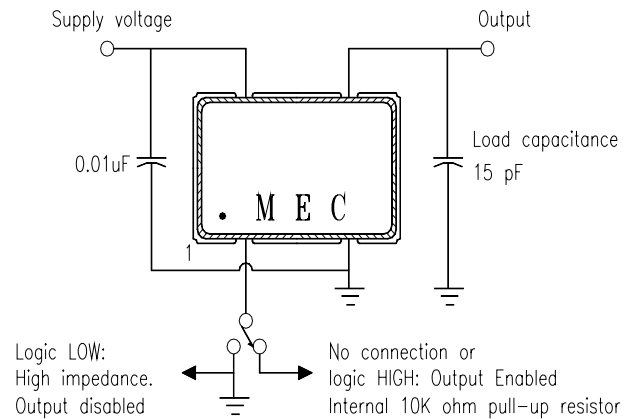 Supply voltage
Output
0.01uF
Load capacitance
15 pF
. M E C
1
Logic LOW:
High impedance.
Output disabled
No connection or
logic HIGH: Output Enabled
Internal 10K ohm pull-up resistor